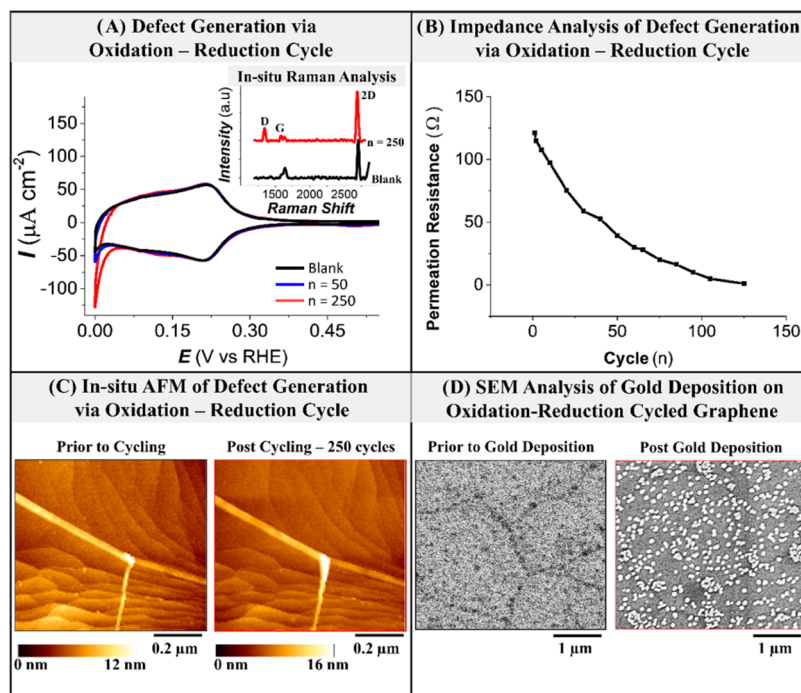 (A) Defect Generation via
Oxidation – Reduction Cycle
In-situ Raman Analysis
Intensity (a.u)
D
G
2D
n = 250
Blank
1600
2000
2400
Raman Shift
150
100
50
0
-50
-100
I (µA cm⁻²)
Blank
n = 50
n = 250
0.00
0.15
0.30
0.45
E (V vs RHE)
(B) Impedance Analysis of Defect Generation
via Oxidation – Reduction Cycle
Permeation Resistance (Ω)
150
100
50
0
0
50
100
150
Cycle (n)
(C) In-situ AFM of Defect Generation
via Oxidation – Reduction Cycle
Prior to Cycling
Post Cycling – 250 cycles
0 nm
12 nm
0.2 µm
0 nm
16 nm
0.2 µm
(D) SEM Analysis of Gold Deposition on
Oxidation-Reduction Cycled Graphene
Prior to Gold Deposition
Post Gold Deposition
1 µm
1 µm